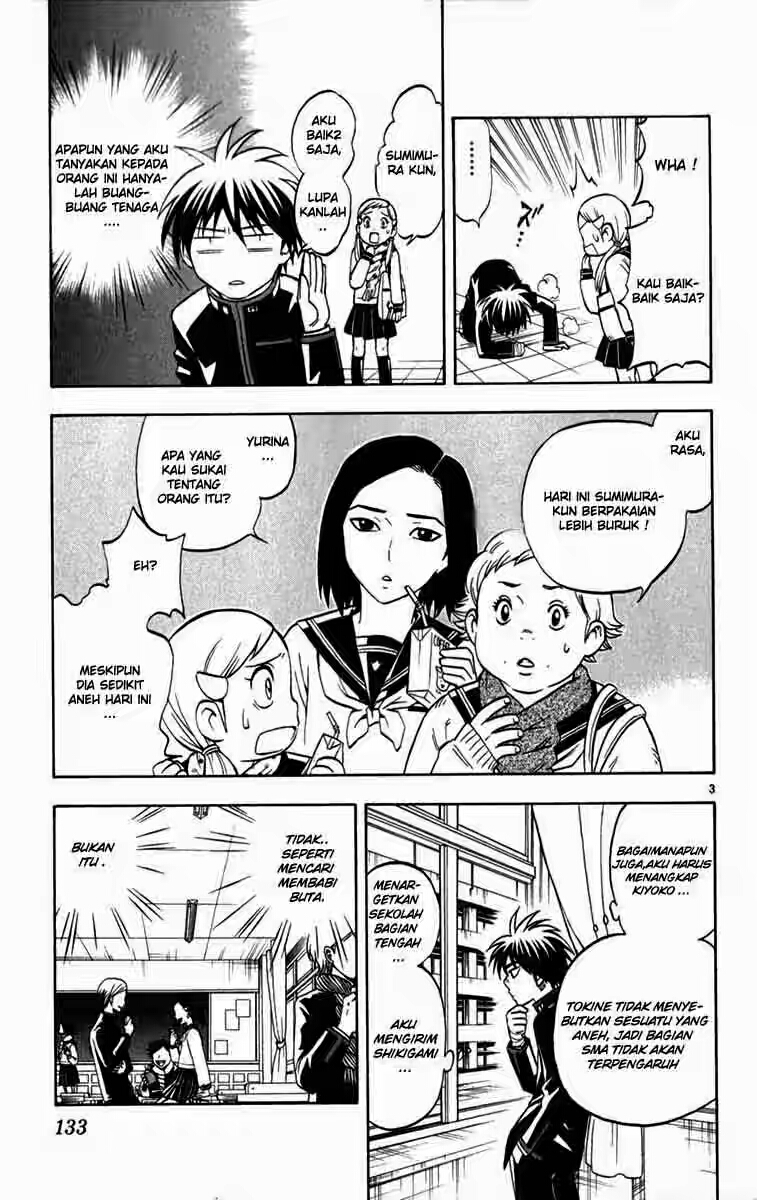 WHA !
.......
KAU BAIK-
BAIK SAJA?
SUMIMU-
RA KUN,
AKU
BAIK2
SAJA,
LUPA
KANLAH
..
APAPUN YANG AKU
TANYAKAN KEPADA
ORANG INI HANYA-
LAH BUANG-
BUANG TENAGA
....
AKU
RASA,
HARI INI SUMIMURA-
KUN BERPAKAIAN
LEBIH BURUK !
YURINA
...
APA YANG
KAU SUKAI
TENTANG
ORANG ITU?
EH?
MESKIPUN
DIA SEDIKIT
ANEH HARI INI
...
3
BAGAIMANAPUN
JUGA,AKU HARUS
MENANGKAP
KIYOKO ...
TOKINE TIDAK MENYE-
BUTKAN SESUATU YANG
ANEH, JADI BAGIAN
SMA TIDAK AKAN
TERPENGARUH
MENAR-
GETKAN
SEKOLAH
BAGIAN
TENGAH
...
AKU
MENGIRIM
SHIKIGAMI
...
TIDAK..
SEPERTI
MENCARI
MEMBABI
BUTA.
BUKAN
ITU .
133